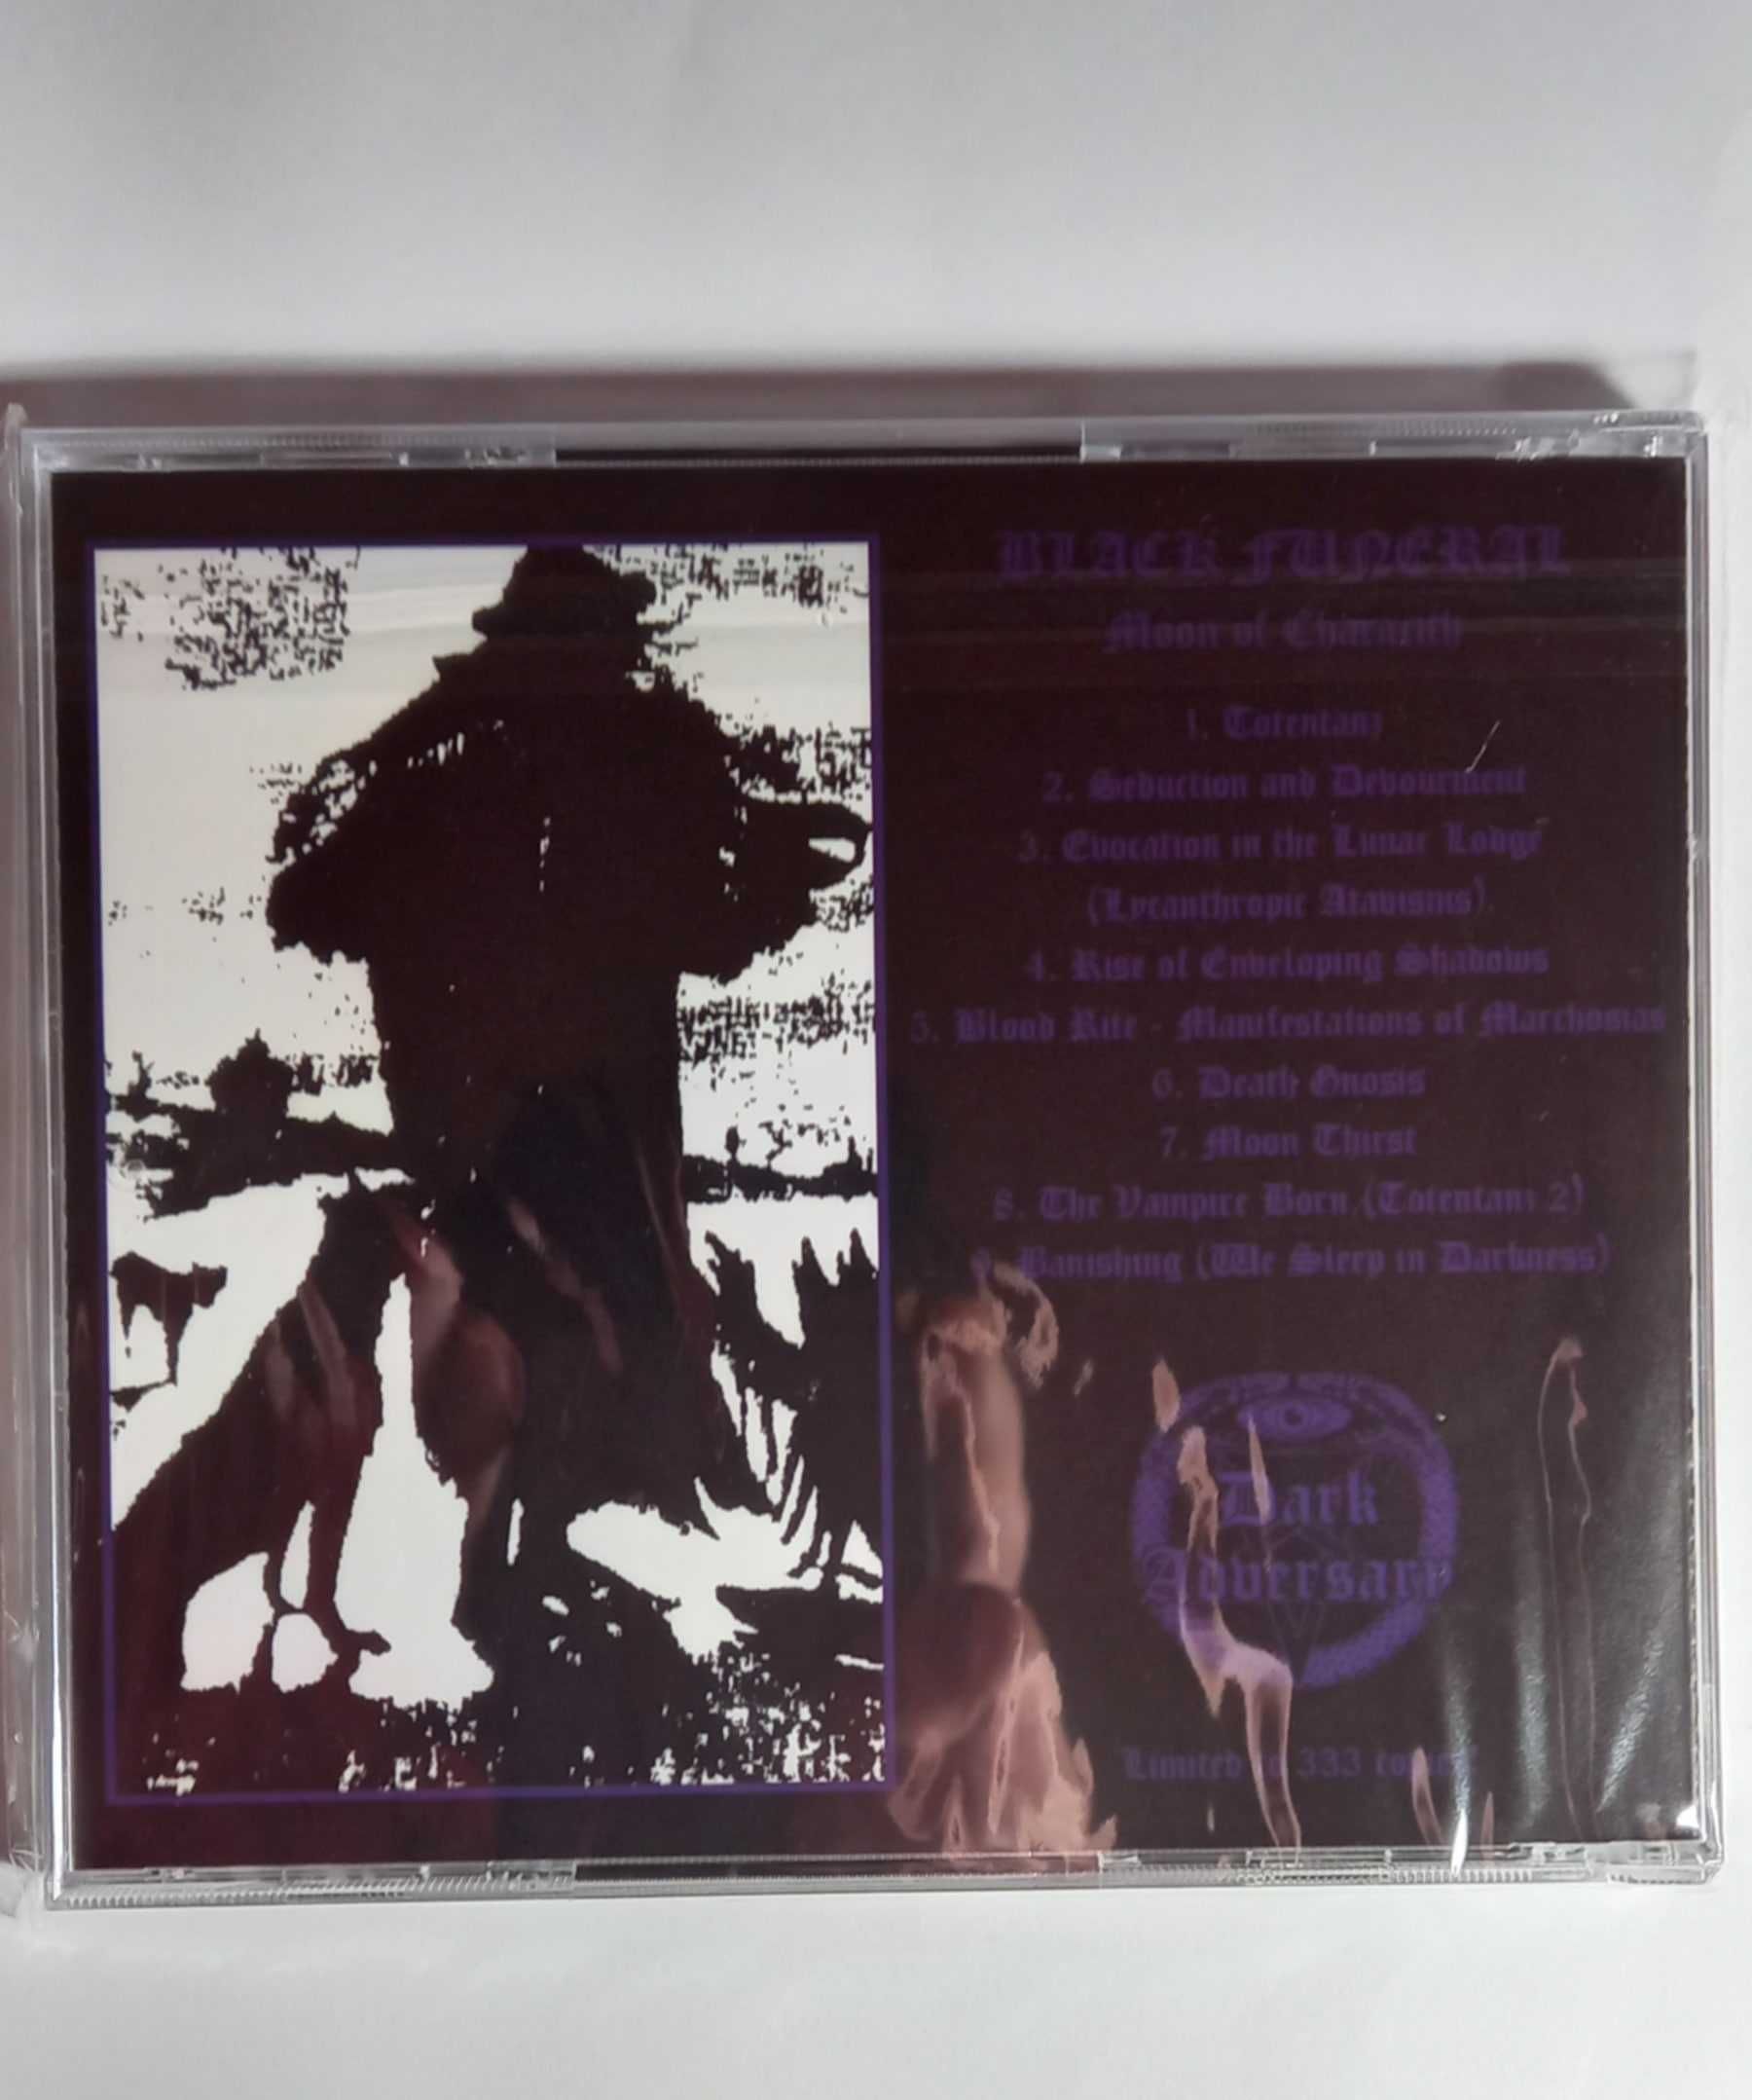 BLACK FUNERAL
Moon of Characith
1. Totentanz
2. Seduction and Devourment
3. Evocation in the Lunar Lodge
(Lycanthropic Atavisms)
4. Rise of Enveloping Shadows
5. Blood Rite - Manifestations of Marchosias
6. Death Gnosis
7. Moon Thirst
8. The Vampire Born (Totentanz 2)
9. Banishing (We Sleep in Darkness)
Dark
Adversary
Limited to 333 copies